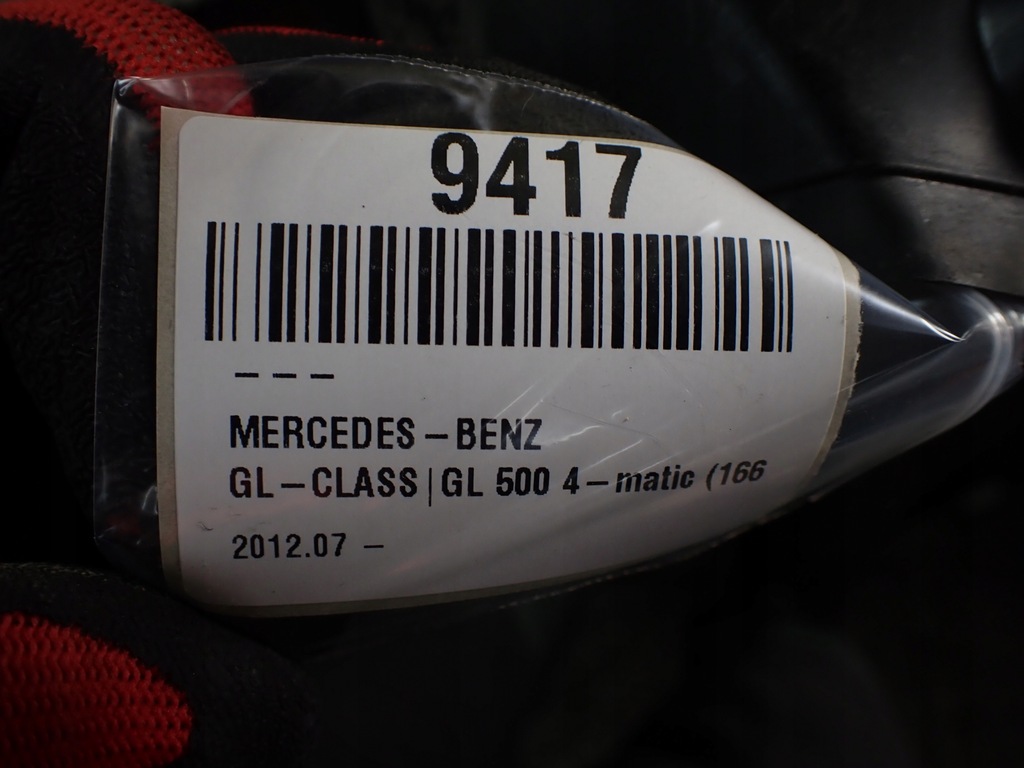 9417
– – –
MERCEDES – BENZ
GL – CLASS | GL 500 4 – matic (166
2012.07 –